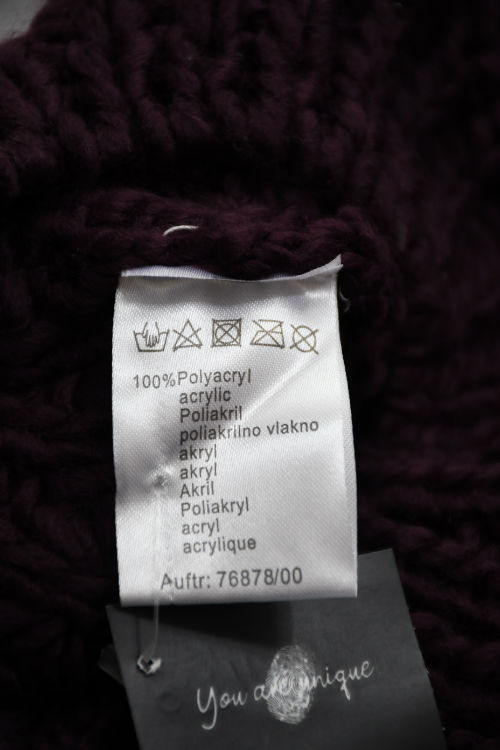 100%Polyacryl
acrylic
Poliakril
poliakrilno vlakno
akryl
akryl
Akril
Poliakryl
acryl
acrylique
Auftr: 76878/00
You are unique